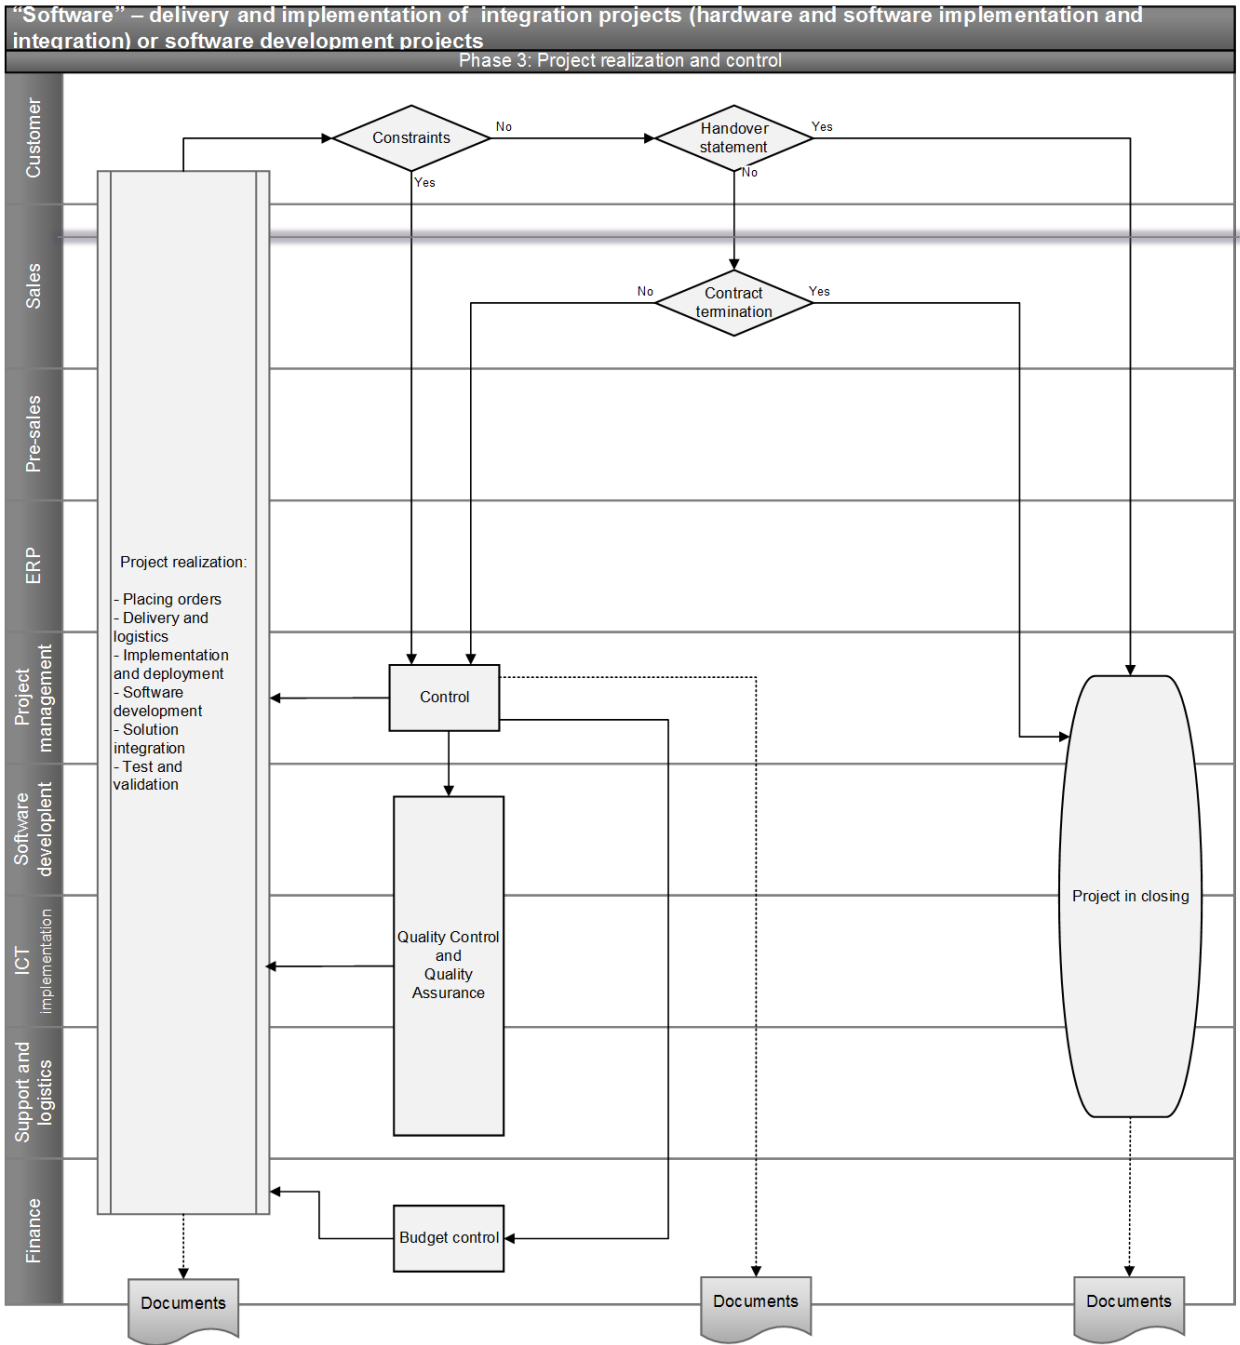 “Software” – delivery and implementation of integration projects (hardware and software implementation and
integration) or software development projects
Phase 3: Project realization and control
Customer
Constraints
No
Yes
Handover
statement
Yes
No
Sales
Contract
termination
No
Yes
Pre-sales
ERP
Project realization:
- Placing orders
- Delivery and
logistics
- Implementation
and deployment
- Software
development
- Solution
integration
- Test and
validation
Project
management
Control
Software
developlent
Project in closing
ICT
implementation
Quality Control
and
Quality
Assurance
Support and
logistics
Finance
Budget control
Documents
Documents
Documents